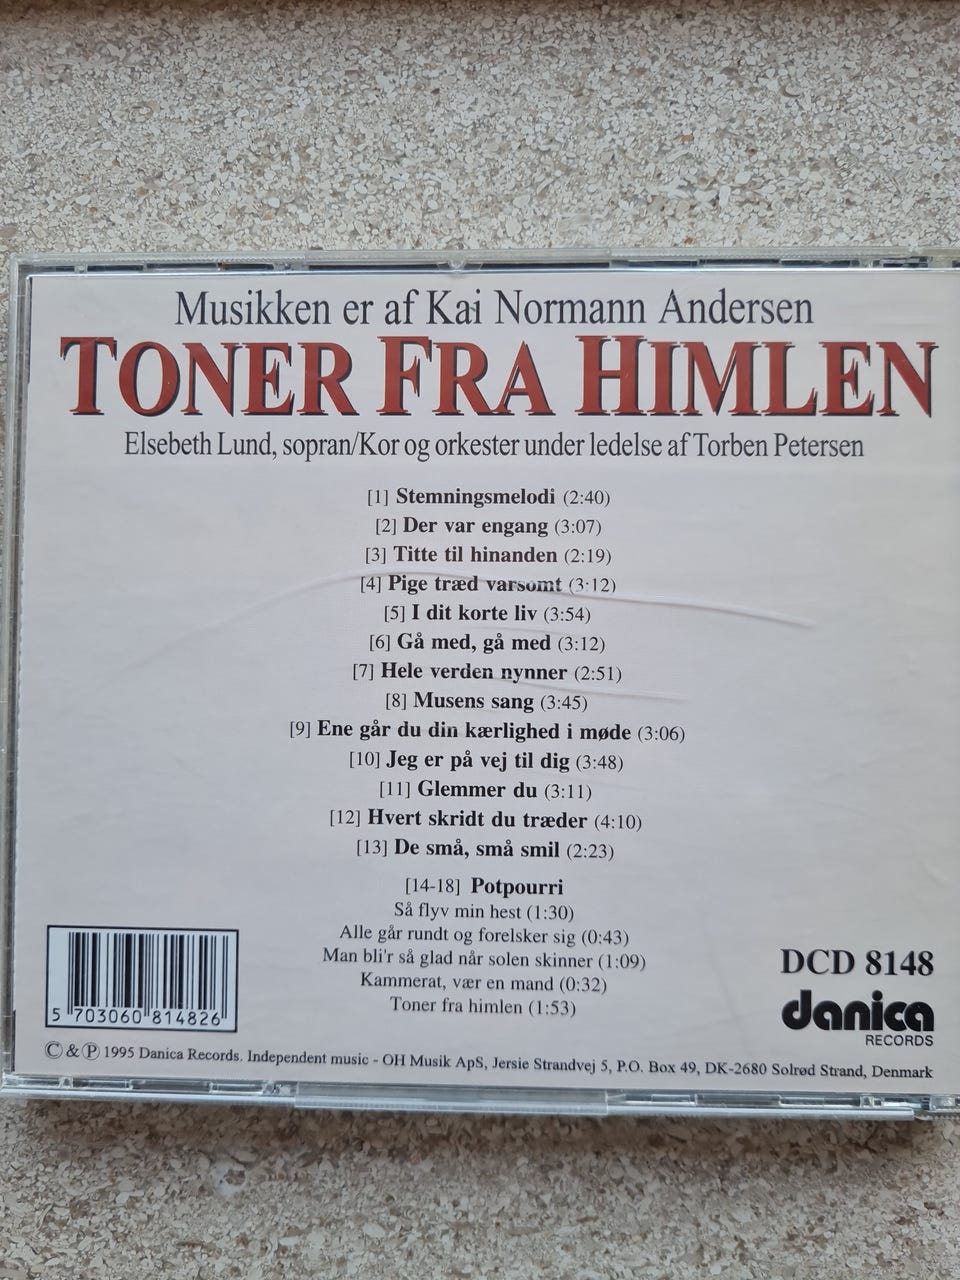 Musikken er af Kai Normann Andersen
TONER FRA HIMLEN
Elsebeth Lund, sopran/Kor og orkester under ledelse af Torben Petersen
[1] Stemningsmelodi (2:40)
[2] Der var engang (3:07)
[3] Titte til hinanden (2:19)
[4] Pige træd varsomt (3:12)
[5] I dit korte liv (3:54)
[6] Gå med, gå med (3:12)
[7] Hele verden nynner (2:51)
[8] Musens sang (3:45)
[9] Ene går du din kærlighed i møde (3:06)
[10] Jeg er på vej til dig (3:48)
[11] Glemmer du (3:11)
[12] Hvert skridt du træder (4:10)
[13] De små, små smil (2:23)
[14-18] Potpourri
Så flyv min hest (1:30)
Alle går rundt og forelsker sig (0:43)
Man bli'r så glad når solen skinner (1:09)
Kammerat, vær en mand (0:32)
Toner fra himlen (1:53)
5 703060 814826
DCD 8148
danica
RECORDS
© & ℗ 1995 Danica Records. Independent music - OH Musik ApS, Jersie Strandvej 5, P.O. Box 49, DK-2680 Solrød Strand, Denmark